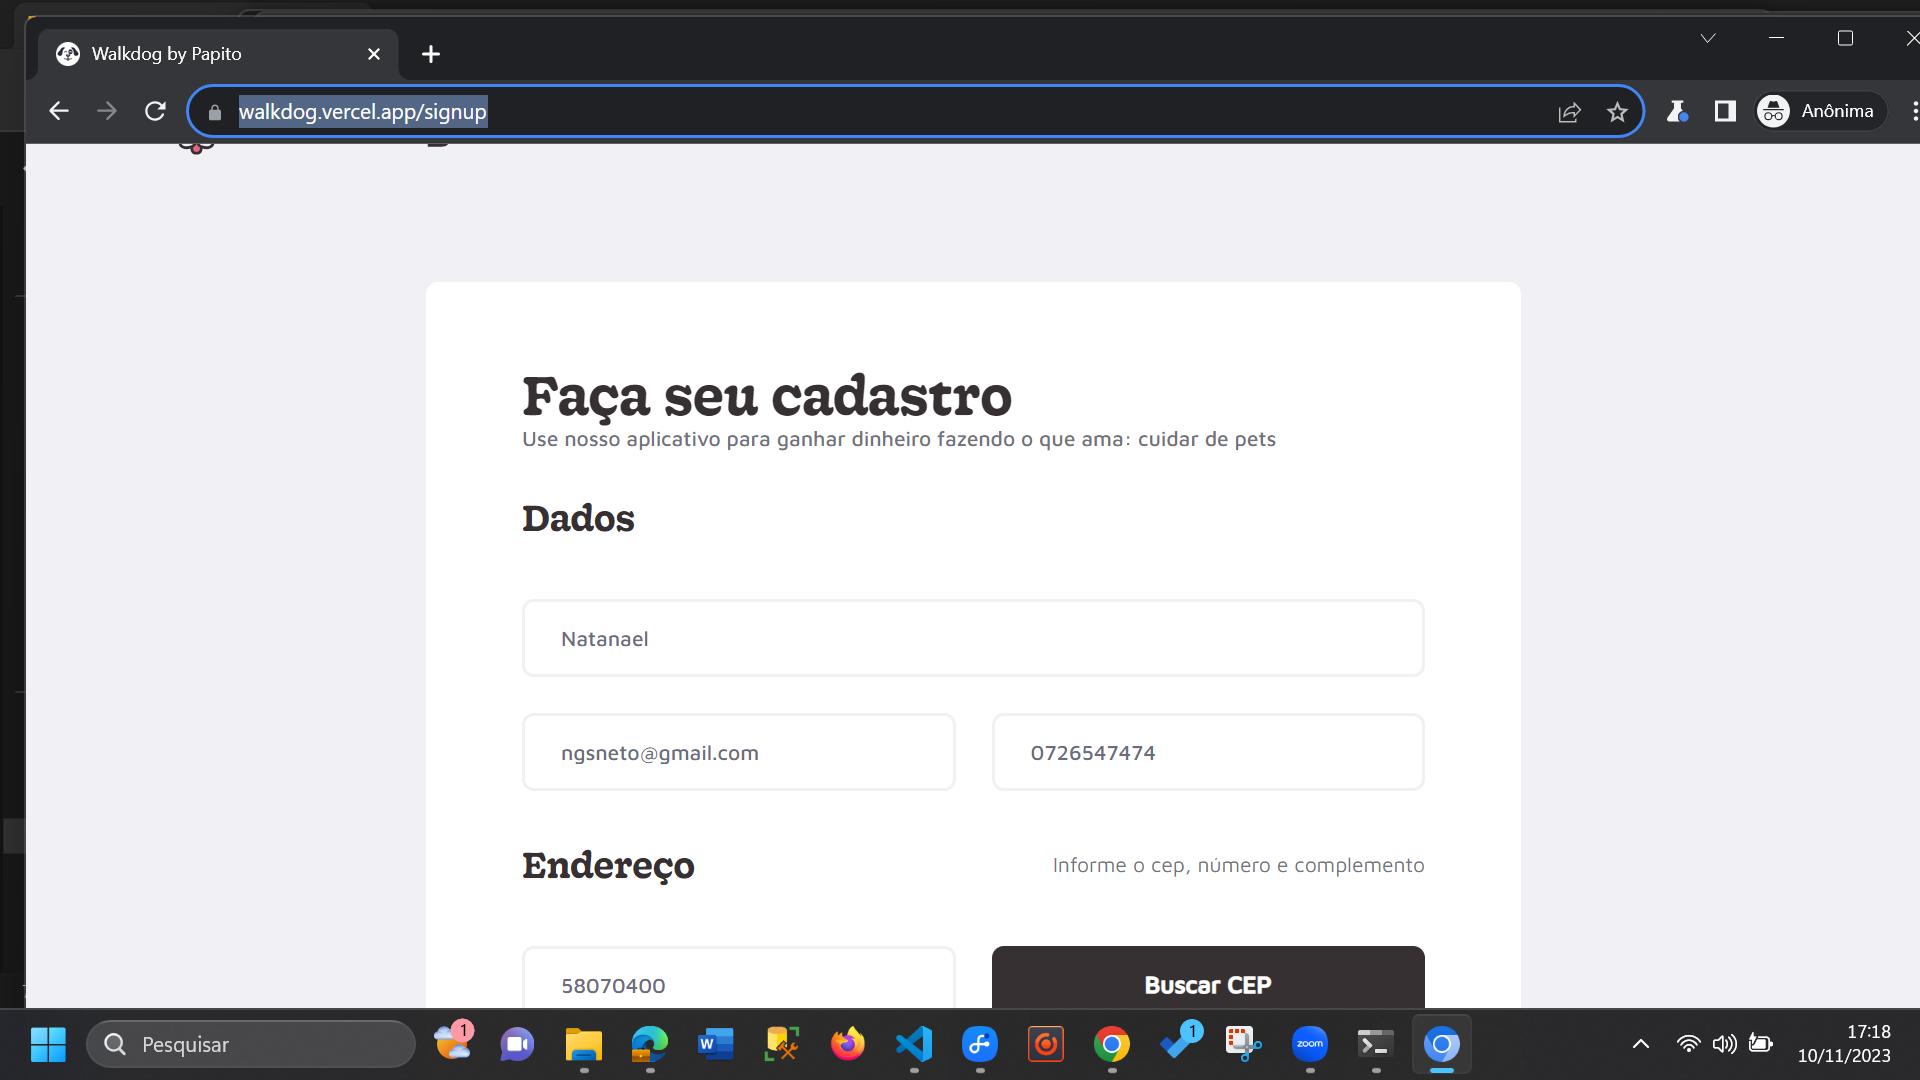 Walkdog by Papito
walkdog.vercel.app/signup
Anônima
Faça seu cadastro
Use nosso aplicativo para ganhar dinheiro fazendo o que ama: cuidar de pets
Dados
Natanael
ngsneto@gmail.com
0726547474
Endereço
Informe o cep, número e complemento
58070400
Buscar CEP
Pesquisar
1
W
1
zoom
17:18
10/11/2023